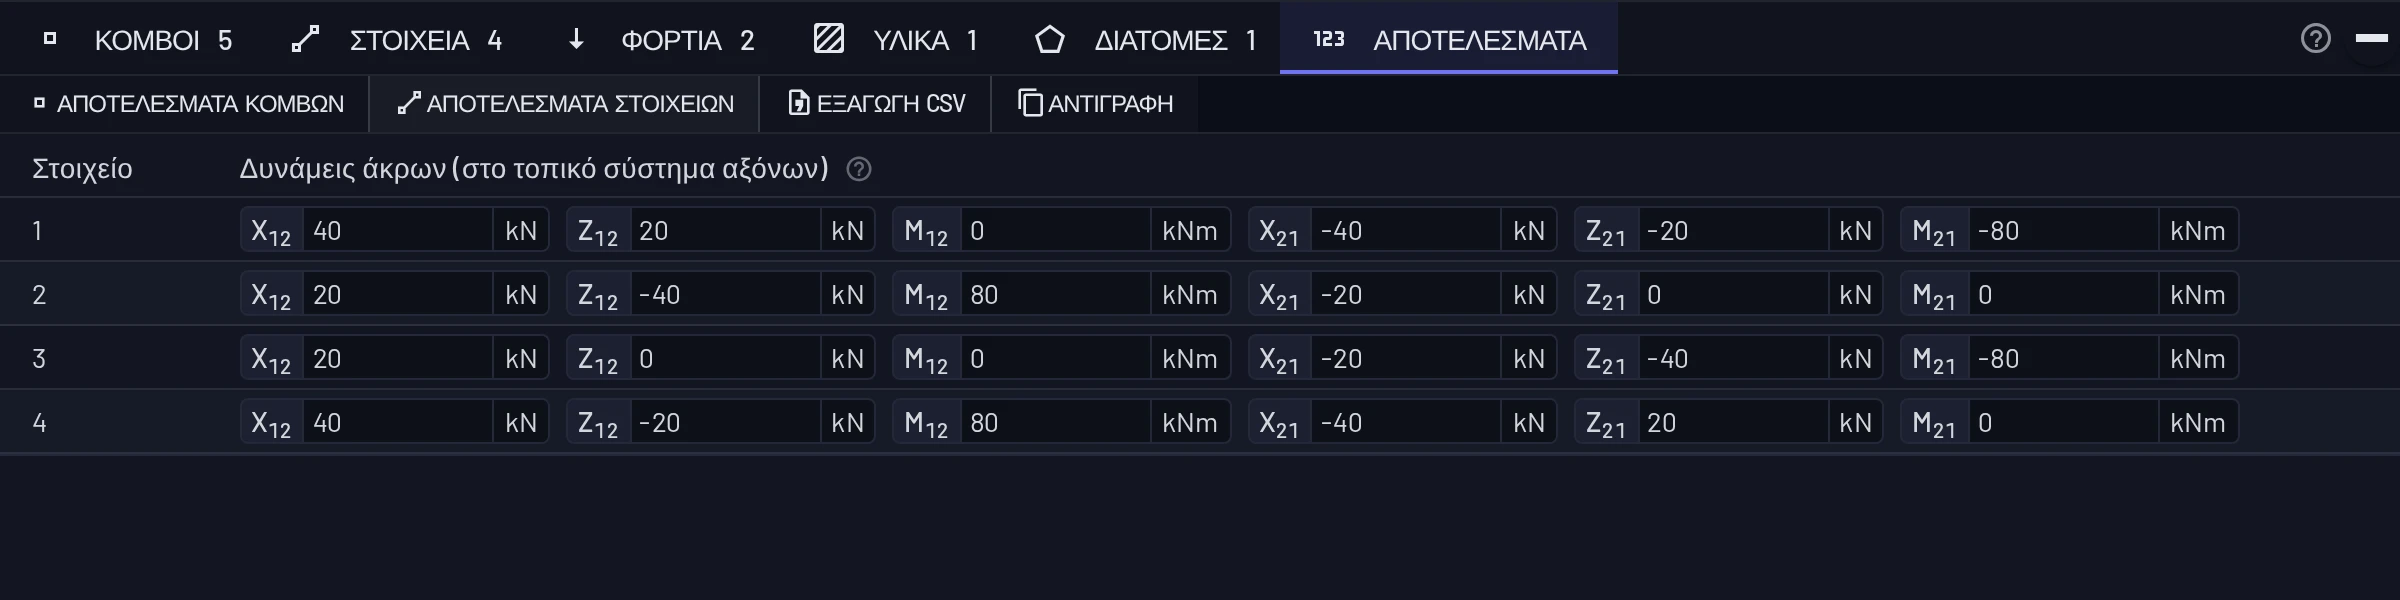 ΚΟΜΒΟΙ 5 ΣΤΟΙΧΕΙΑ 4 ΦΟΡΤΙΑ 2 ΥΛΙΚΑ 1 ΔΙΑΤΟΜΕΣ 1 123 ΑΠΟΤΕΛΕΣΜΑΤΑ ?
ΑΠΟΤΕΛΕΣΜΑΤΑ ΚΟΜΒΩΝ ΑΠΟΤΕΛΕΣΜΑΤΑ ΣΤΟΙΧΕΙΩΝ ΕΞΑΓΩΓΗ CSV ΑΝΤΙΓΡΑΦΗ
Στοιχείο Δυνάμεις άκρων (στο τοπικό σύστημα αξόνων) ?
1 X12 40 kN Z12 20 kN M12 0 kNm X21 -40 kN Z21 -20 kN M21 -80 kNm
2 X12 20 kN Z12 -40 kN M12 80 kNm X21 -20 kN Z21 0 kN M21 0 kNm
3 X12 20 kN Z12 0 kN M12 0 kNm X21 -20 kN Z21 -40 kN M21 -80 kNm
4 X12 40 kN Z12 -20 kN M12 80 kNm X21 -40 kN Z21 20 kN M21 0 kNm